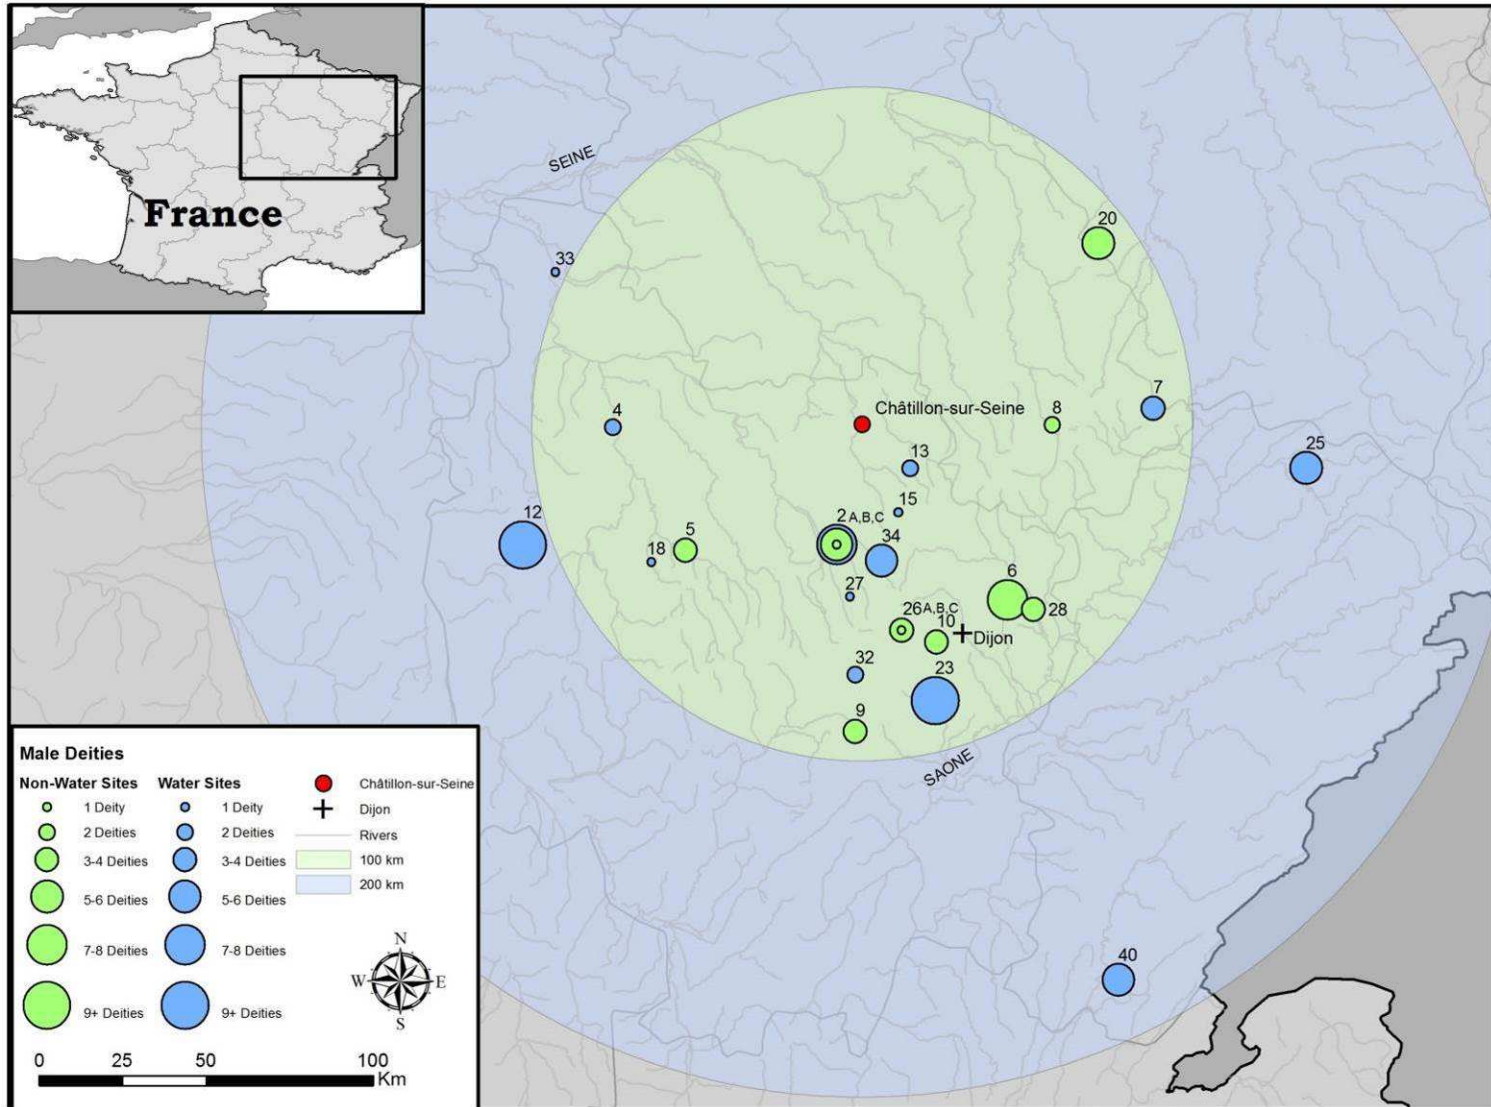 France
SEINE
20
33
7
4
Châtillon-sur-Seine
8
25
13
15
12
2 A,B,C
5
34
18
6
27
28
26 A,B,C
10
Dijon
32
23
9
SAONE
40
Male Deities
Non-Water Sites
Water Sites
1 Deity
1 Deity
Châtillon-sur-Seine
2 Deities
2 Deities
Dijon
3-4 Deities
3-4 Deities
Rivers
100 km
5-6 Deities
5-6 Deities
200 km
7-8 Deities
7-8 Deities
9+ Deities
9+ Deities
N
W
E
S
0 25 50 100
Km